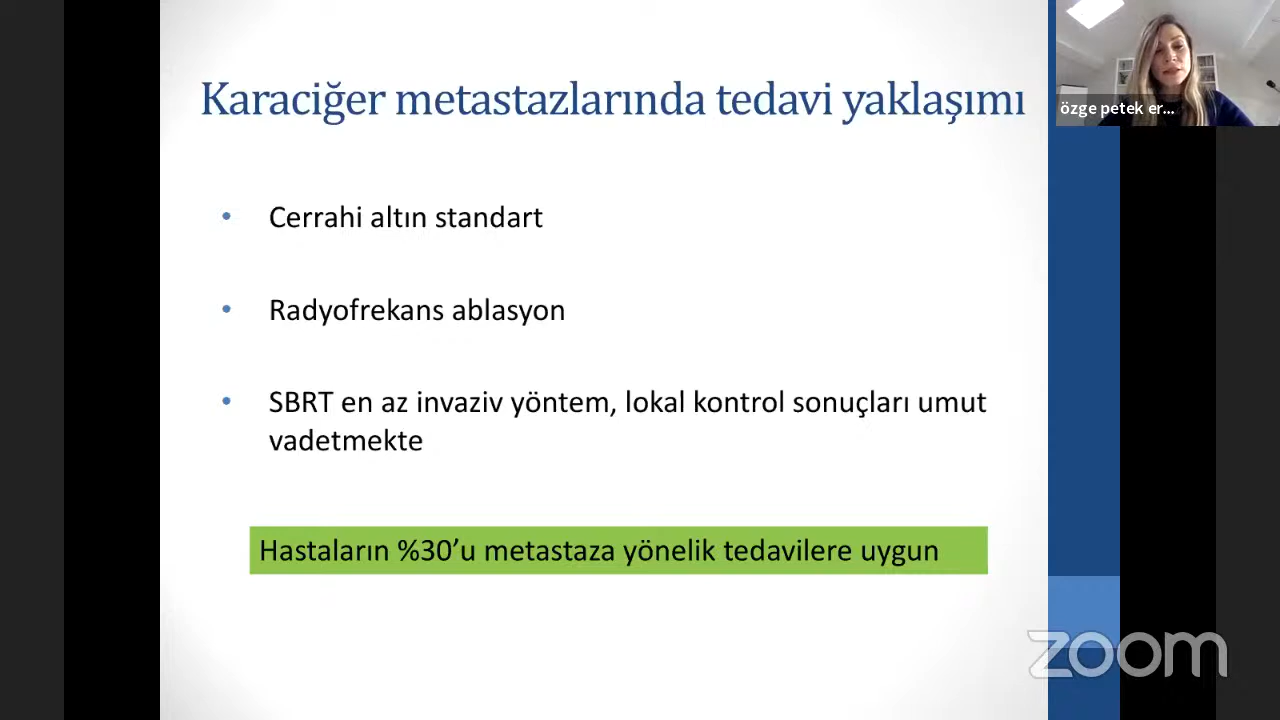 Karaciğer metastazlarında tedavi yaklaşımı
özge petek er...
• Cerrahi altın standart
• Radyofrekans ablasyon
• SBRT en az invaziv yöntem, lokal kontrol sonuçları umut
vadetmekte
Hastaların %30’u metastaza yönelik tedavilere uygun
zoom